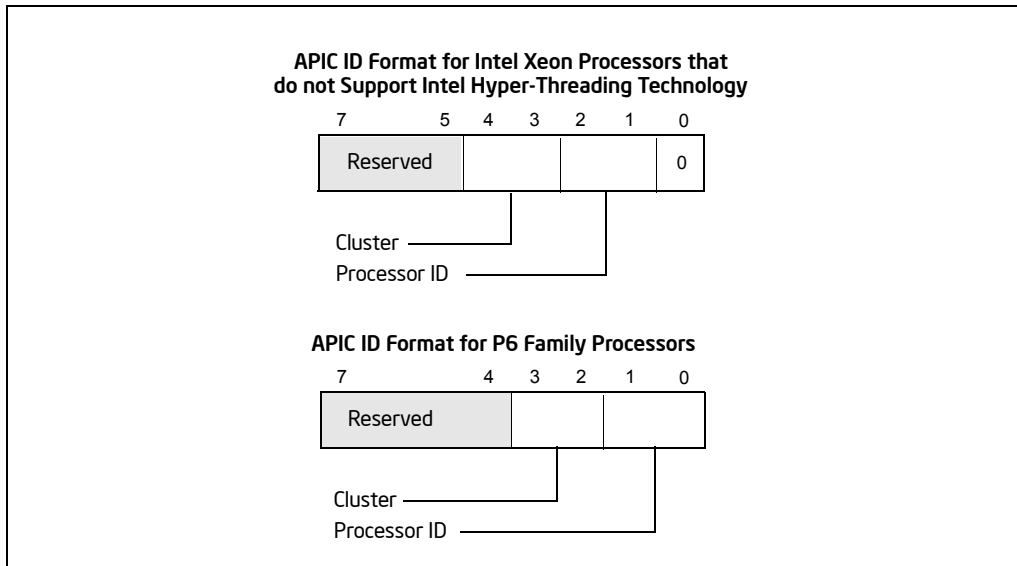 APIC ID Format for Intel Xeon Processors that
do not Support Intel Hyper-Threading Technology
7 5 4 3 2 1 0
Reserved 0
Cluster
Processor ID
APIC ID Format for P6 Family Processors
7 4 3 2 1 0
Reserved
Cluster
Processor ID